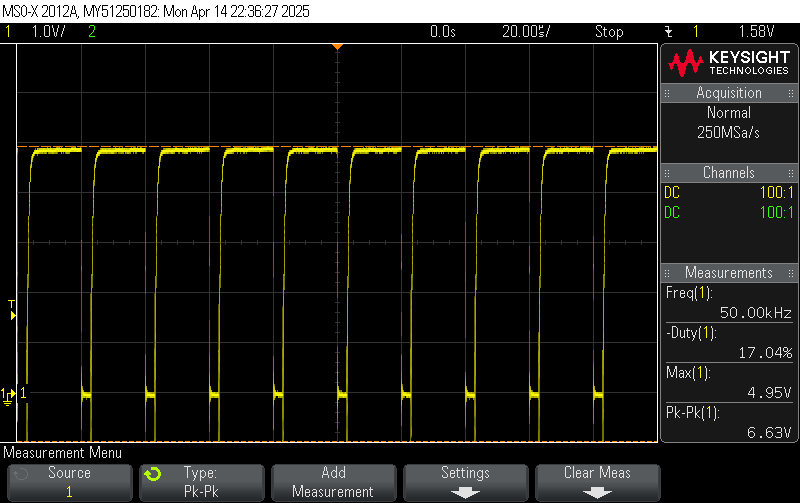 MSO-X 2012A, MY51250182: Mon Apr 14 22:36:27 2025
1 1.0V/ 2 0.0s 20.00s/ Stop 1 1.58V
KEYSIGHT
TECHNOLOGIES
Acquisition
Normal
250MSa/s
Channels
DC 100:1
DC 100:1
Measurements
Freq(1):
50.00kHz
-Duty(1):
17.04%
Max(1):
4.95V
Pk-Pk(1):
6.63V
T
1 1
Measurement Menu
Source
1
Type:
Pk-Pk
Add
Measurement
Settings
Clear Meas